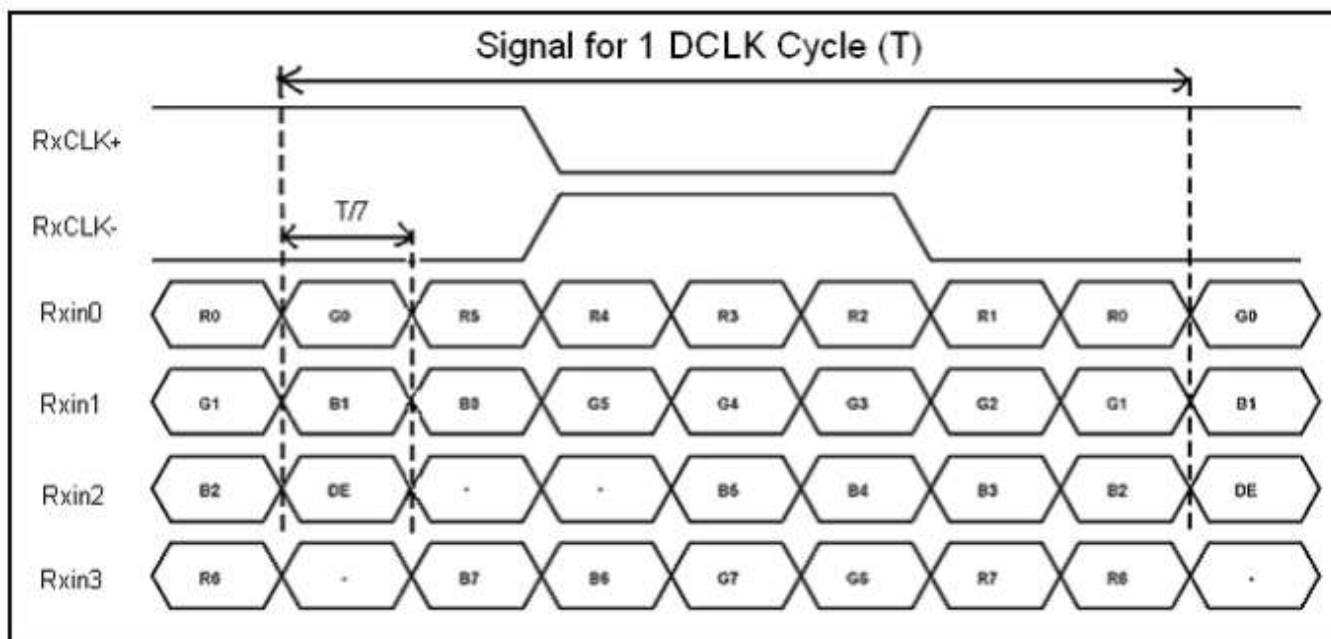 Signal for 1 DCLK Cycle (T)
RxCLK+
T/7
RxCLK-
Rxin0 R0 G0 R5 R4 R3 R2 R1 R0 G0
Rxin1 G1 B1 B0 G5 G4 G3 G2 G1 B1
Rxin2 B2 DE - - B5 B4 B3 B2 DE
Rxin3 R6 - B7 B6 G7 G6 R7 R6 -